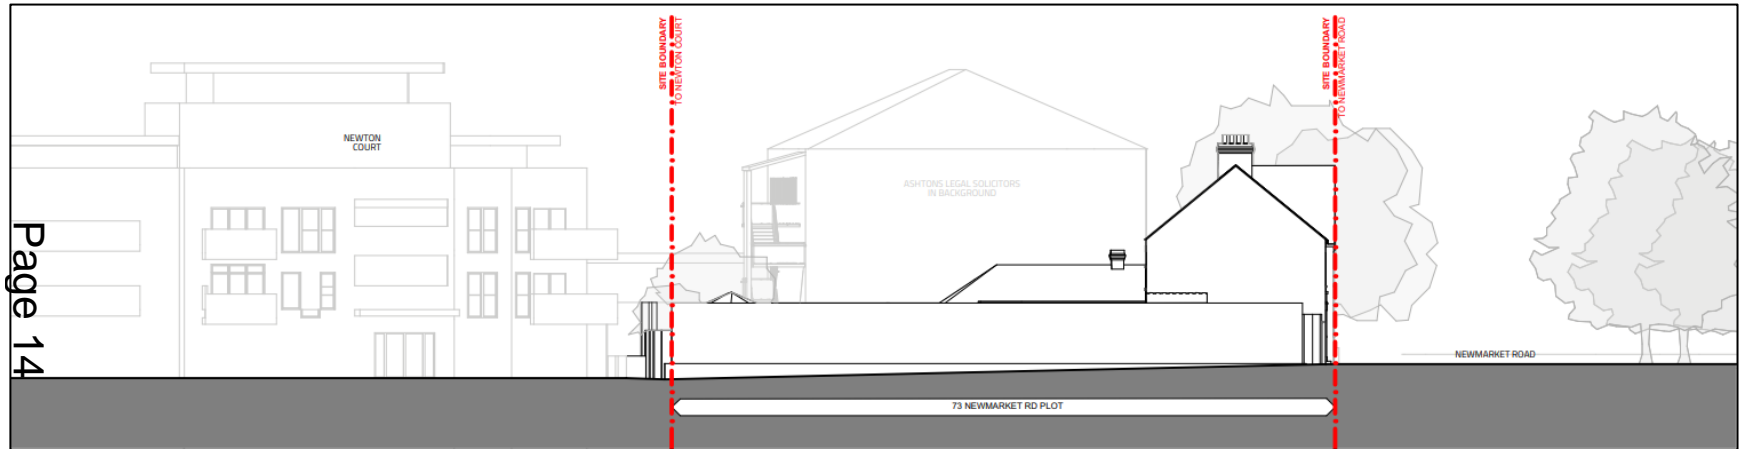 SITE BOUNDARY
TO NEWTON COURT
SITE BOUNDARY
TO NEWMARKET ROAD
NEWTON
COURT
ASHTONS LEGAL SOLICITORS
IN BACKGROUND
Page 14
NEWMARKET ROAD
73 NEWMARKET RD PLOT